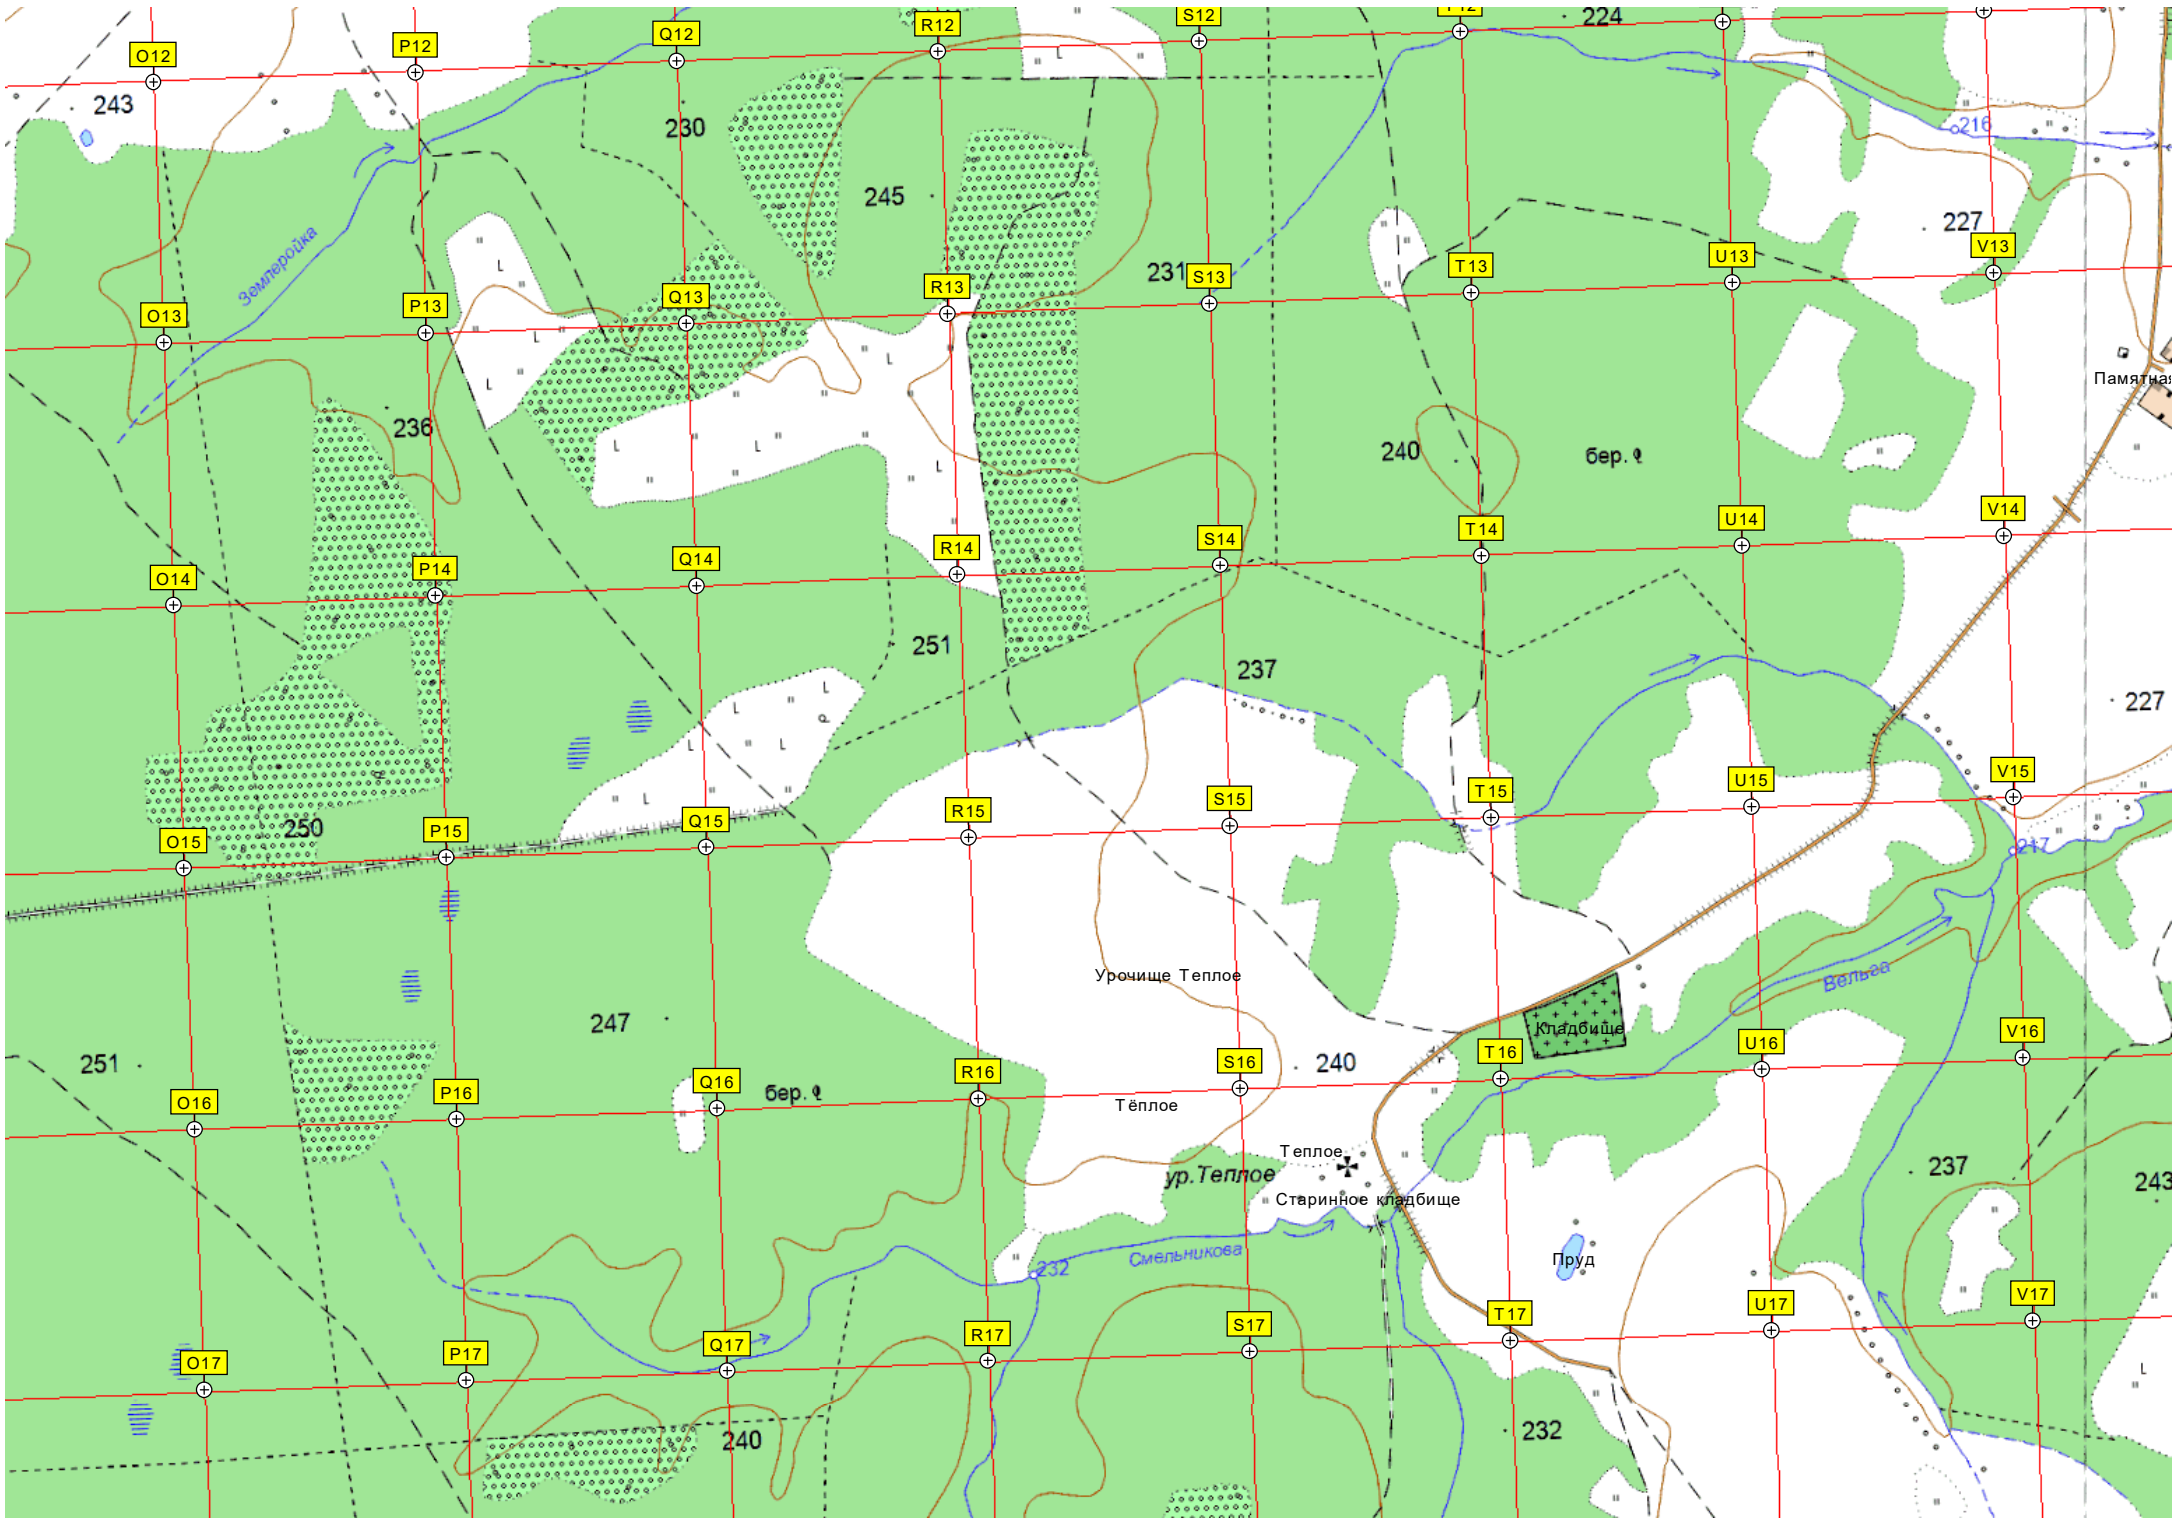 S12
T12
224
R12
Q12
P12
O12
243
230
216
245
227
Земперойка
231
V13
U13
T13
S13
R13
Q13
P13
O13
Памятная
236
240
бер.
V14
U14
T14
S14
R14
Q14
P14
O14
251
237
227
V15
U15
T15
S15
R15
Q15
P15
O15
250
217
Урочище Теплое
Вельга
247
Кладбище
V16
U16
T16
S16
240
R16
Q16
P16
O16
251
бер.
Тёплое
Теплое
ур.Теплое
237
243
Старинное кладбище
Смельникова
Пруд
232
V17
U17
T17
S17
R17
Q17
P17
O17
240
232